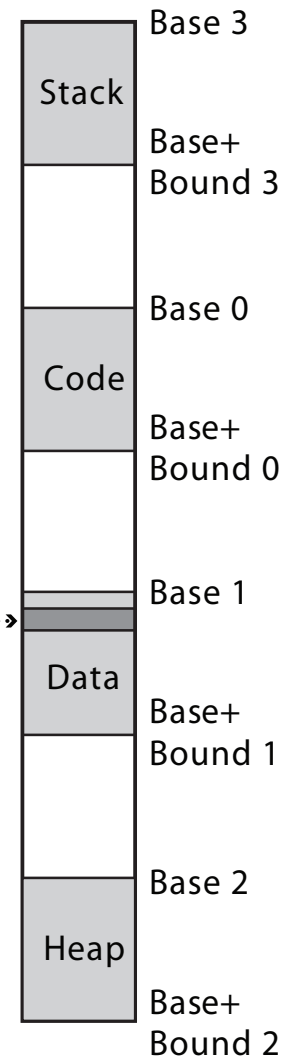 Base 3
Stack
Base+
Bound 3
Base 0
Code
Base+
Bound 0
Base 1
Data
Base+
Bound 1
Base 2
Heap
Base+
Bound 2